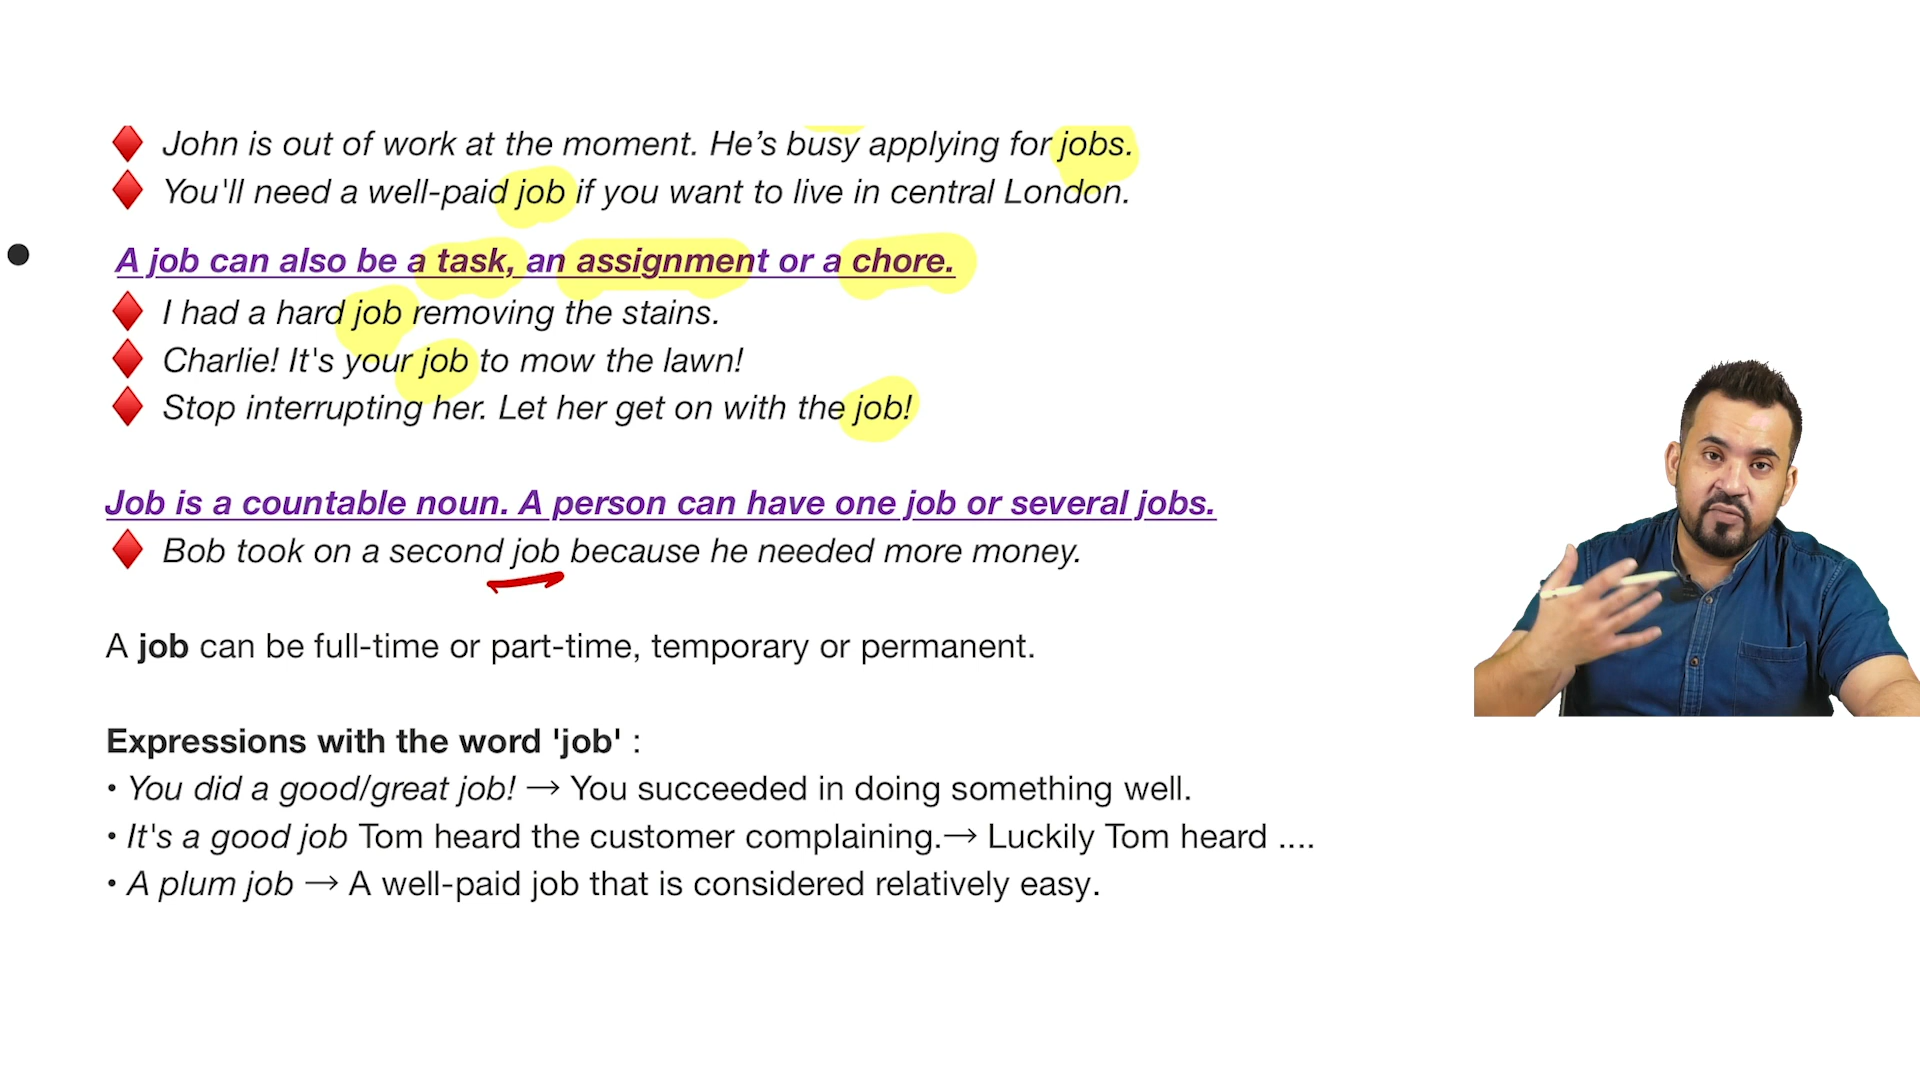 John is out of work at the moment. He’s busy applying for jobs.
You'll need a well-paid job if you want to live in central London.
A job can also be a task, an assignment or a chore.
I had a hard job removing the stains.
Charlie! It's your job to mow the lawn!
Stop interrupting her. Let her get on with the job!
Job is a countable noun. A person can have one job or several jobs.
Bob took on a second job because he needed more money.
A job can be full-time or part-time, temporary or permanent.
Expressions with the word 'job' :
• You did a good/great job! → You succeeded in doing something well.
• It's a good job Tom heard the customer complaining.→ Luckily Tom heard ....
• A plum job → A well-paid job that is considered relatively easy.